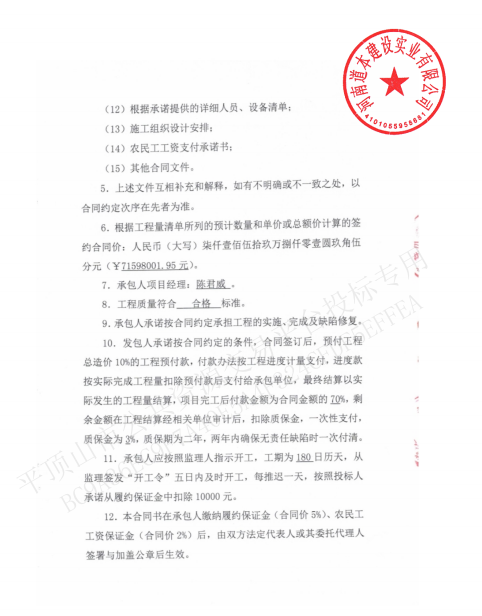 河南道本建设实业有限公司
4101055958681
（12）根据承诺提供的详细人员、设备清单；
（13）施工组织设计安排；
（14）农民工工资支付承诺书；
（15）其他合同文件。
5．上述文件互相补充和解释，如有不明确或不一致之处，以
合同约定次序在先者为准。
6．根据工程量清单所列的预计数量和单价或总额价计算的签
约合同价：人民币（大写）柒仟壹佰伍拾玖万捌仟零壹圆玖角伍
分元（￥71598001.95 元）。
7．承包人项目经理：陈君威 。
8．工程质量符合 合格 标准。
9．承包人承诺按合同约定承担工程的实施、完成及缺陷修复。
10．发包人承诺按合同约定的条件，合同签订后，预付工程
总造价 10%的工程预付款，付款办法按工程进度计量支付，进度款
按实际完成工程量扣除预付款后支付给承包单位，最终结算以实
际发生的工程量结算，项目完工后付款金额为合同金额的 70%，剩
余金额在工程结算经相关单位审计后，扣除质保金，一次性支付，
质保金为 3%，质保期为二年，两年内确保无责任缺陷时一次付清。
11．承包人应按照监理人指示开工，工期为 180 日历天，从
监理签发“开工令”五日内及时开工，每推迟一天，按照投标人
承诺从履约保证金中扣除 10000 元。
12．本合同书在承包人缴纳履约保证金（合同价 5%）、农民工
工资保证金（合同价 2%）后，由双方法定代表人或其委托代理人
签署与加盖公章后生效。